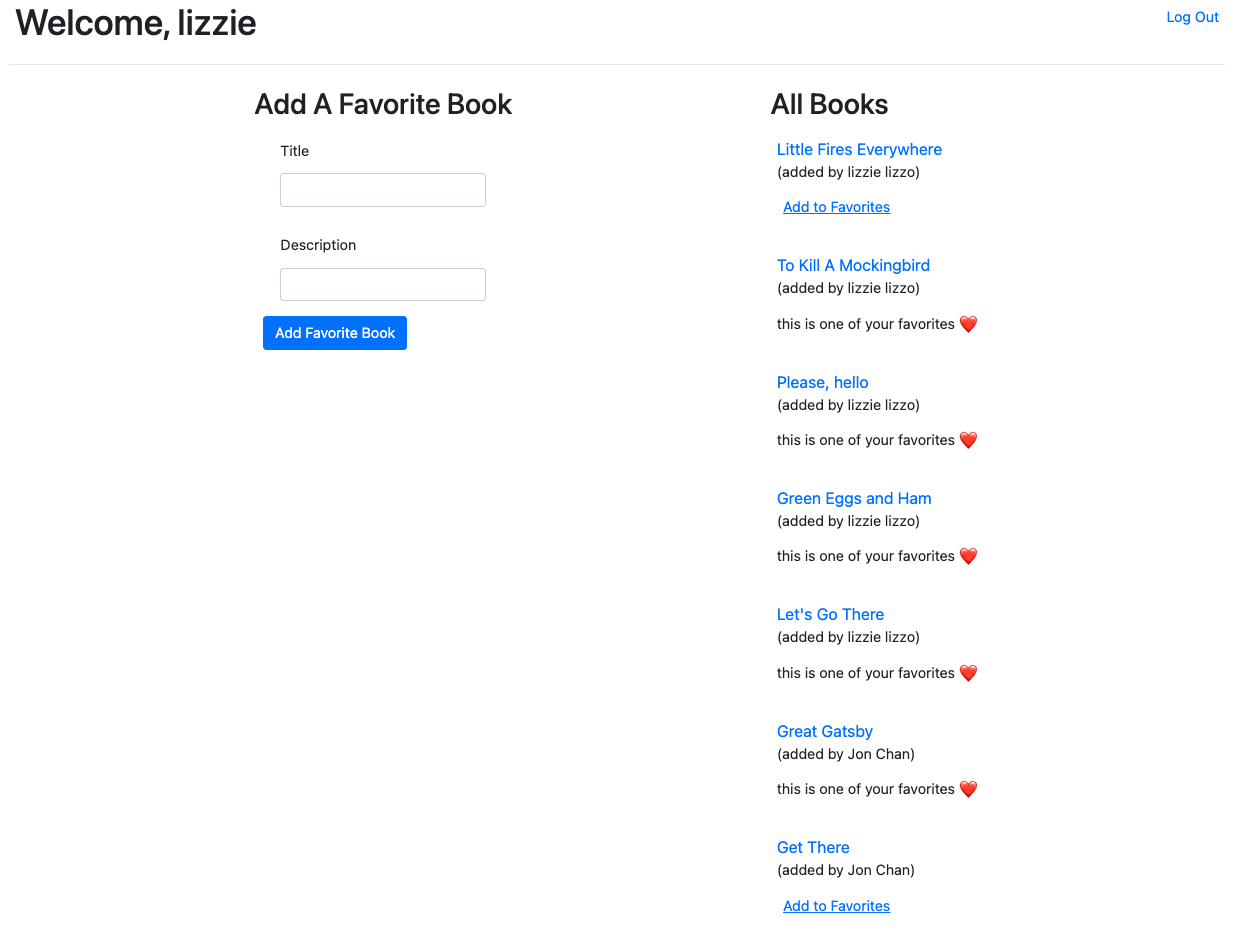 Welcome, lizzie
Log Out
Add A Favorite Book
Title
Description
Add Favorite Book
All Books
Little Fires Everywhere
(added by lizzie lizzo)
Add to Favorites
To Kill A Mockingbird
(added by lizzie lizzo)
this is one of your favorites ❤️
Please, hello
(added by lizzie lizzo)
this is one of your favorites ❤️
Green Eggs and Ham
(added by lizzie lizzo)
this is one of your favorites ❤️
Let's Go There
(added by lizzie lizzo)
this is one of your favorites ❤️
Great Gatsby
(added by Jon Chan)
this is one of your favorites ❤️
Get There
(added by Jon Chan)
Add to Favorites